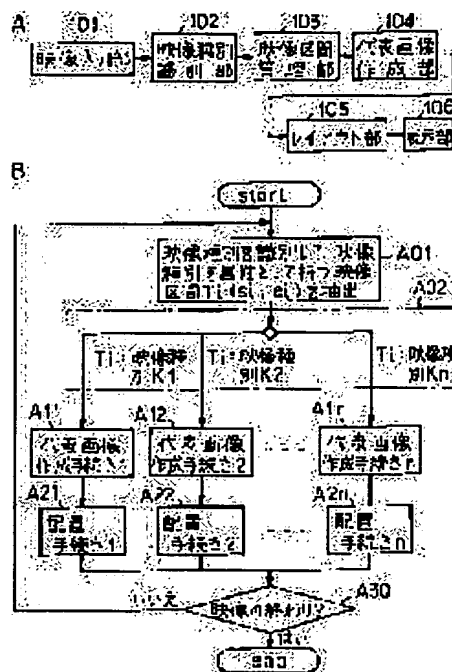 A
101 102 103 104
映像入力部 映像種別識別部 映像区間管理部 代表画像作成部
105 106
レイアウト部 表示部
B
start
映像種別を識別して、映像
種別を属性として持つ映像
区間Ti(si,ei)を抽出
A01
A02
Ti:映像種別K1 Ti:映像種別K2 Ti:映像種別Kn
A11 A12 A1n
代表画像作成手続き1 代表画像作成手続き2 代表画像作成手続きn
A21 A22 A2n
配置手続き1 配置手続き2 配置手続きn
いいえ 映像の終わり? A30
はい
end